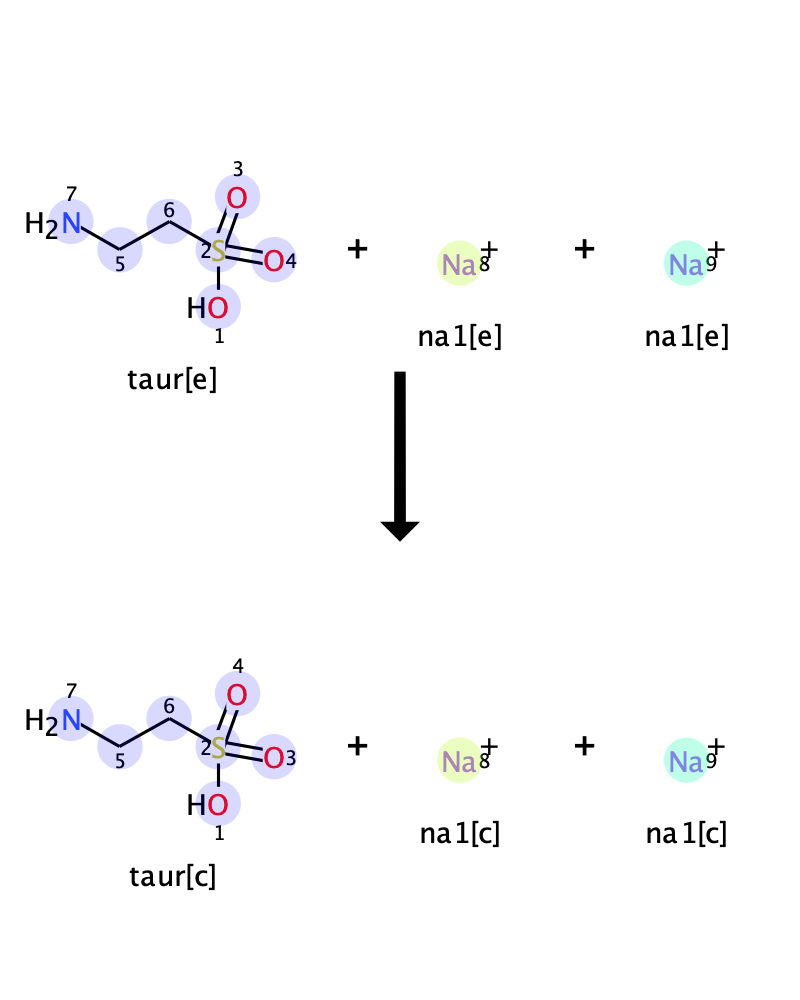 3
7
H2N
6
O
2
S
O4
5
HO
1
+
Na8+
+
Na9+
taur[e]
na1[e]
na1[e]
4
7
H2N
6
O
2
S
O3
5
HO
1
+
Na8+
+
Na9+
taur[c]
na1[c]
na1[c]